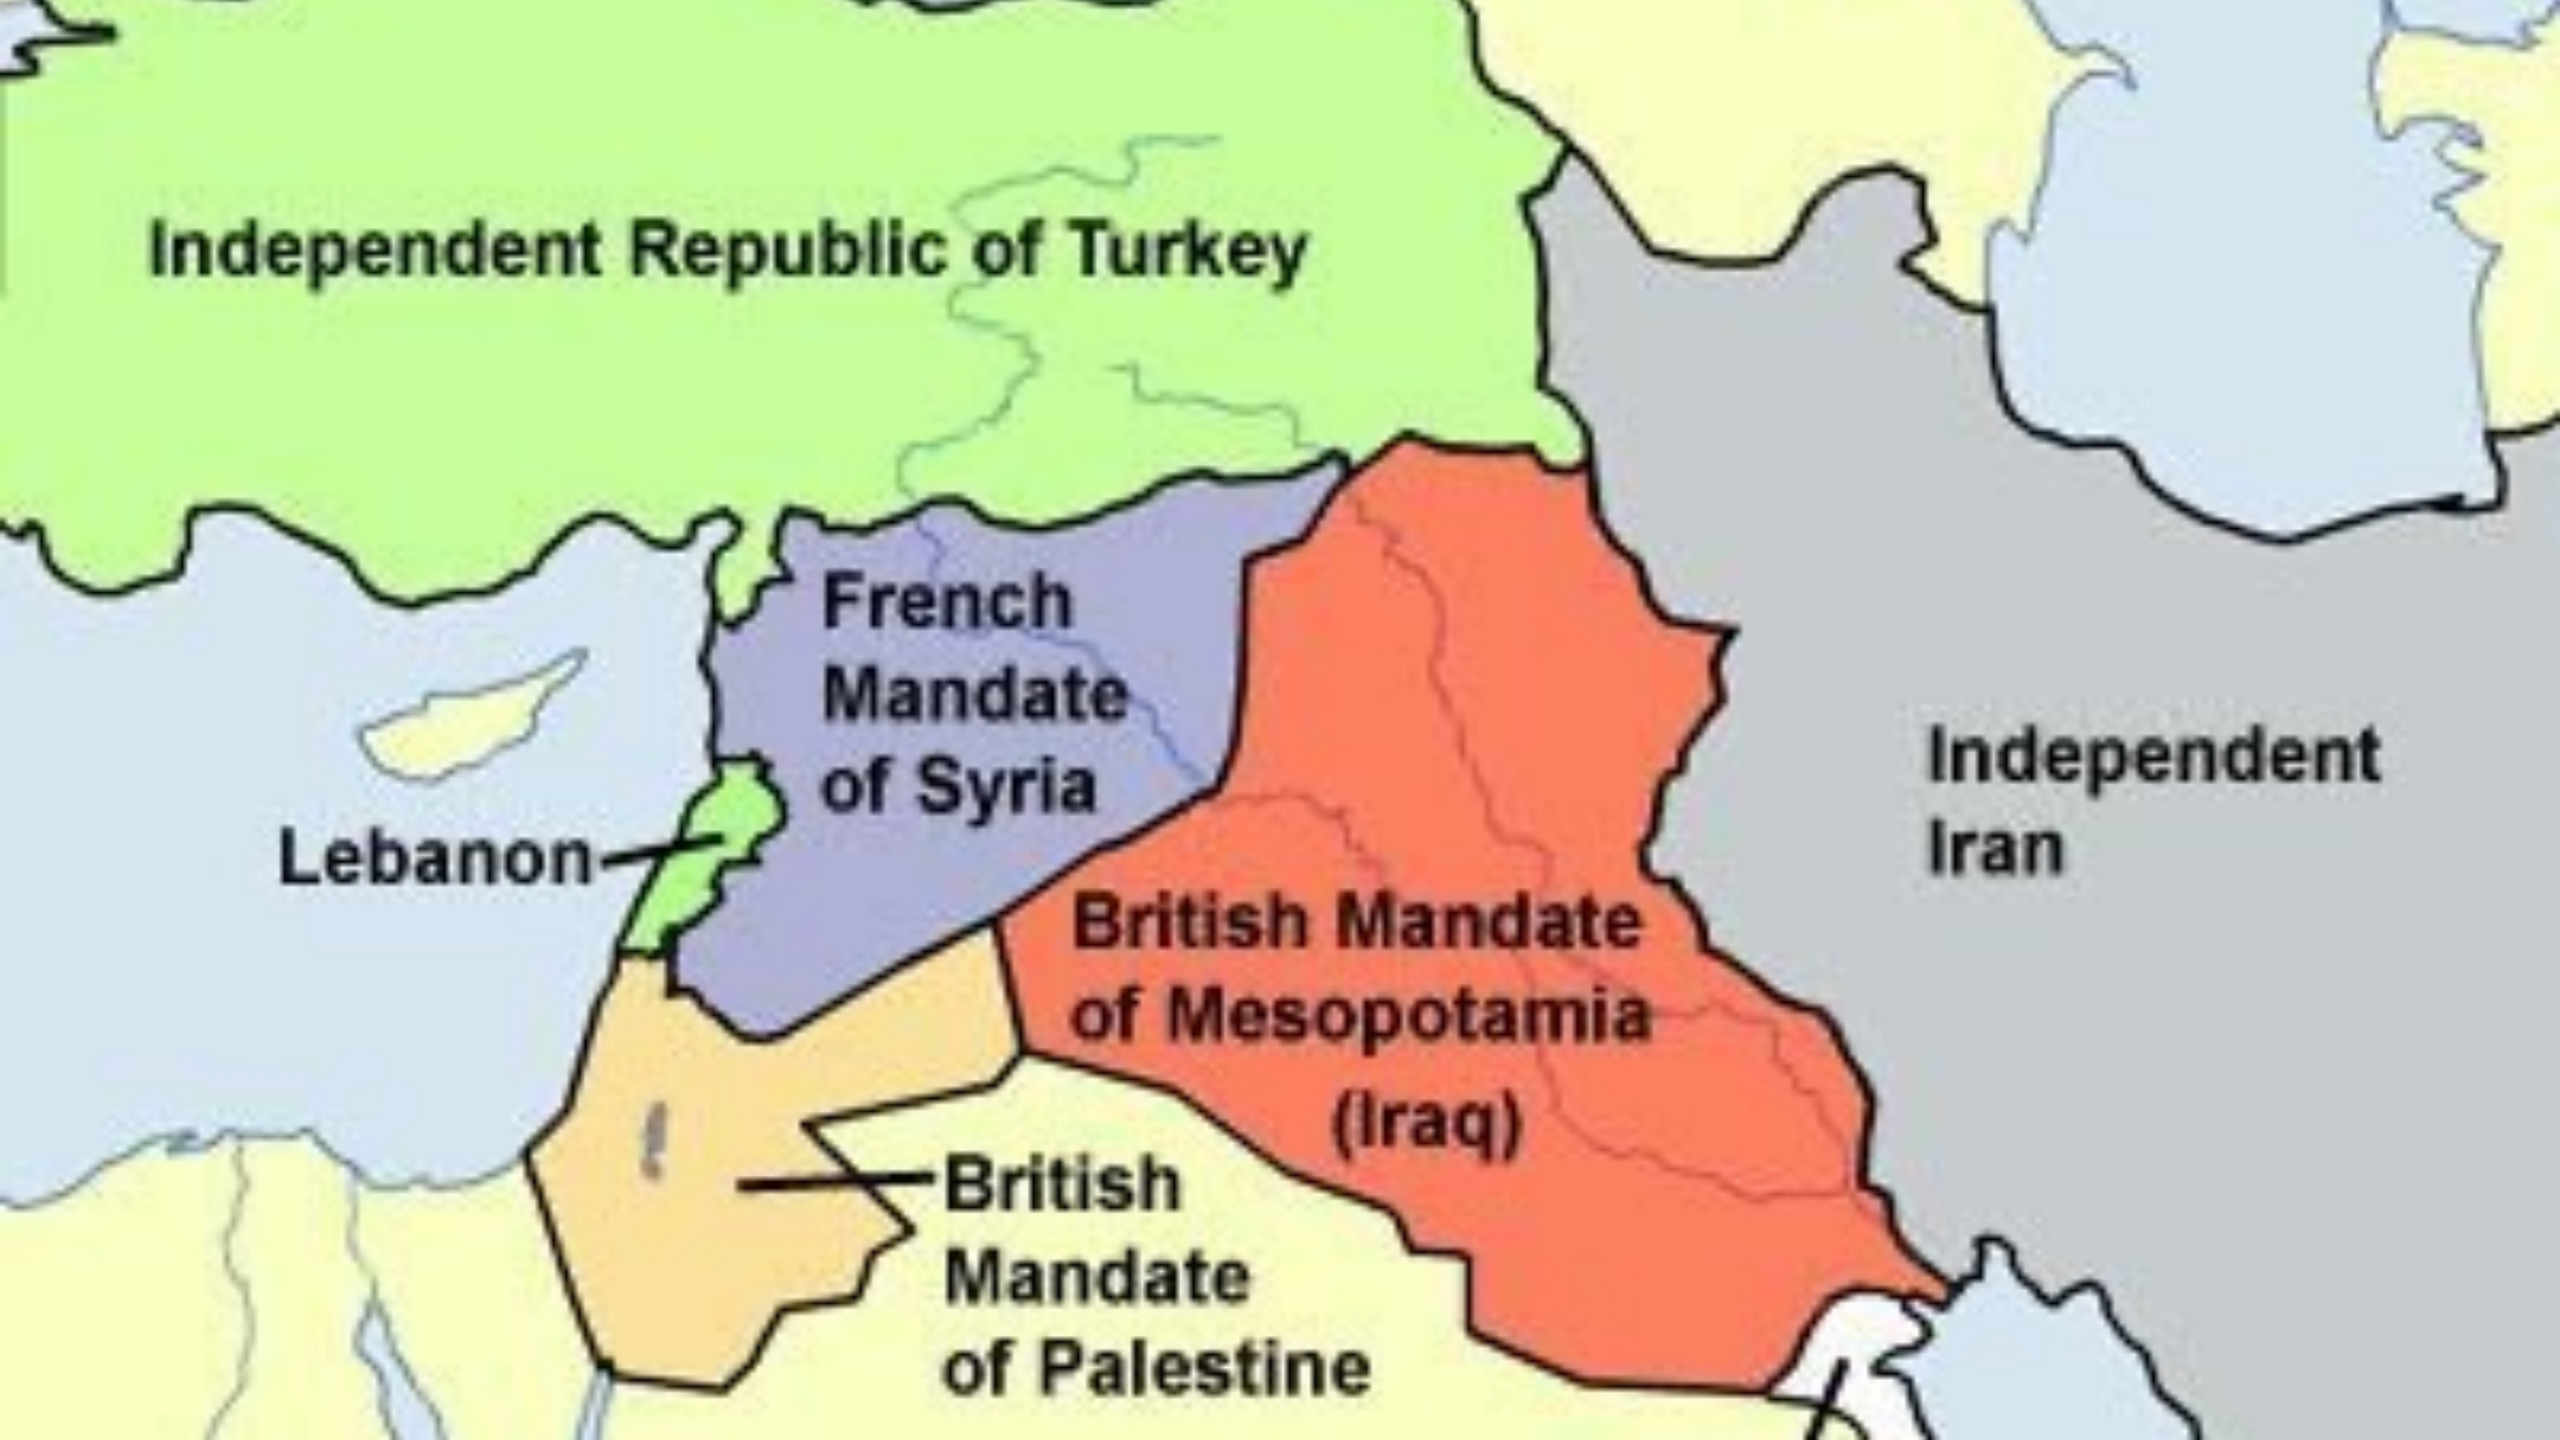 Independent Republic of Turkey
French
Mandate
of Syria
Lebanon
Independent
Iran
British Mandate
of Mesopotamia
(Iraq)
British
Mandate
of Palestine